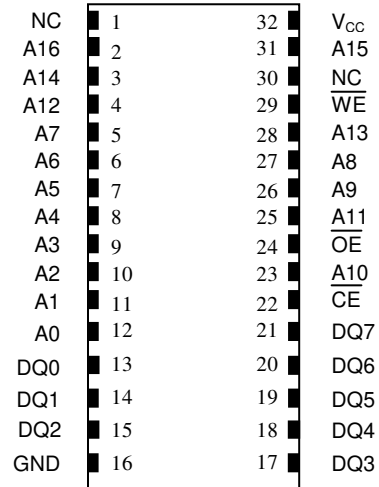 NC 1 32 VCC
A16 2 31 A15
A14 3 30 NC
A12 4 29 WE
A7 5 28 A13
A6 6 27 A8
A5 7 26 A9
A4 8 25 A11
A3 9 24 OE
A2 10 23 A10
A1 11 22 CE
A0 12 21 DQ7
DQ0 13 20 DQ6
DQ1 14 19 DQ5
DQ2 15 18 DQ4
GND 16 17 DQ3